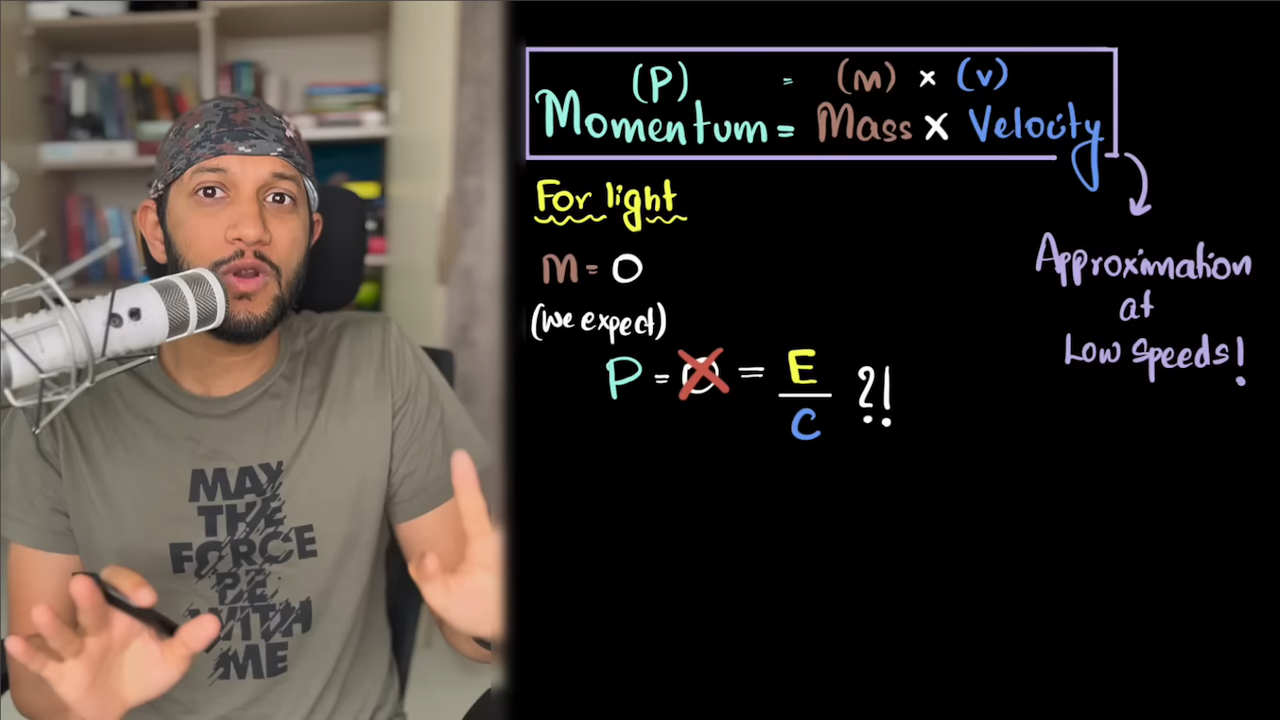 (P) = (m) × (v)
Momentum = Mass × Velocity
For light
m = 0
(we expect)
P = 0 = E/C ?!
Approximation
at
Low speeds!
MAY
THE
FORCE
BE
WITH
ME